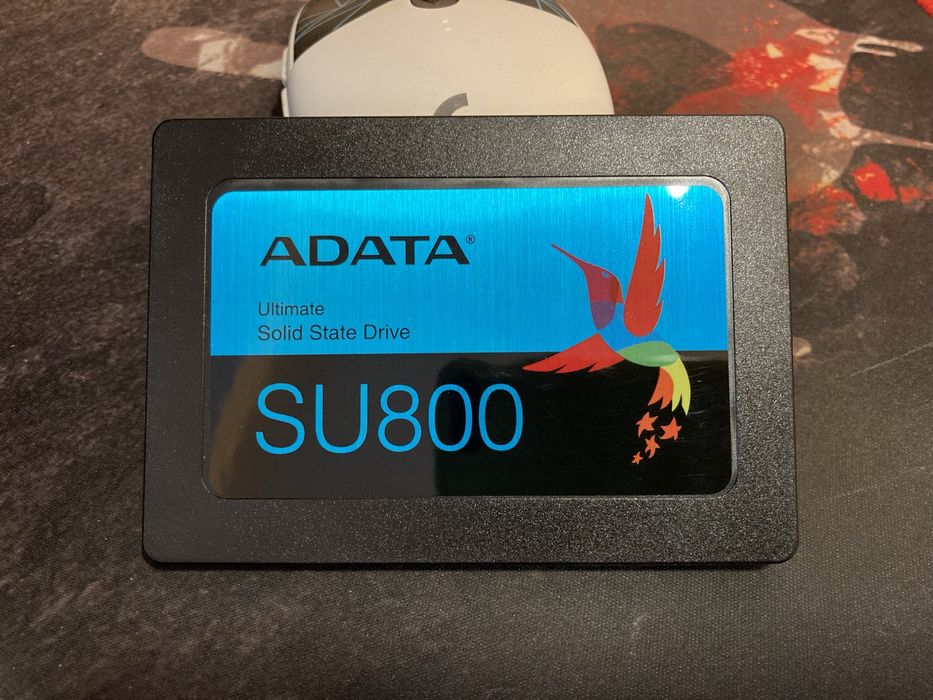 ADATA®
Ultimate
Solid State Drive
SU800